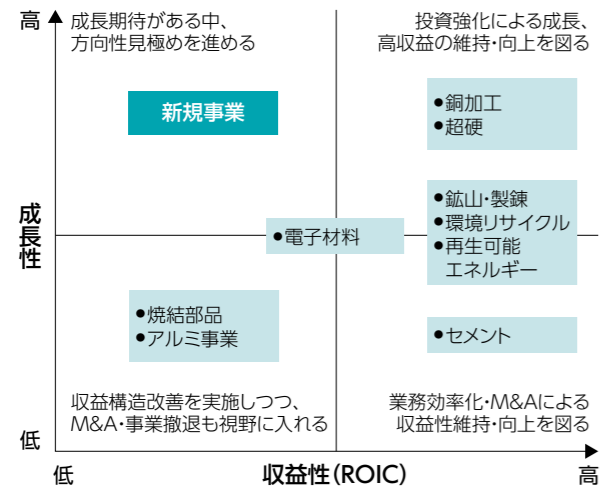 高
成長期待がある中、
方向性見極めを進める
投資強化による成長、
高収益の維持・向上を図る
新規事業
●銅加工
●超硬
●鉱山・製錬
●環境リサイクル
●再生可能
エネルギー
成長性
●電子材料
●焼結部品
●アルミ事業
●セメント
収益構造改善を実施しつつ、
M&A・事業撤退も視野に入れる
業務効率化・M&Aによる
収益性維持・向上を図る
低
低
収益性(ROIC)
高